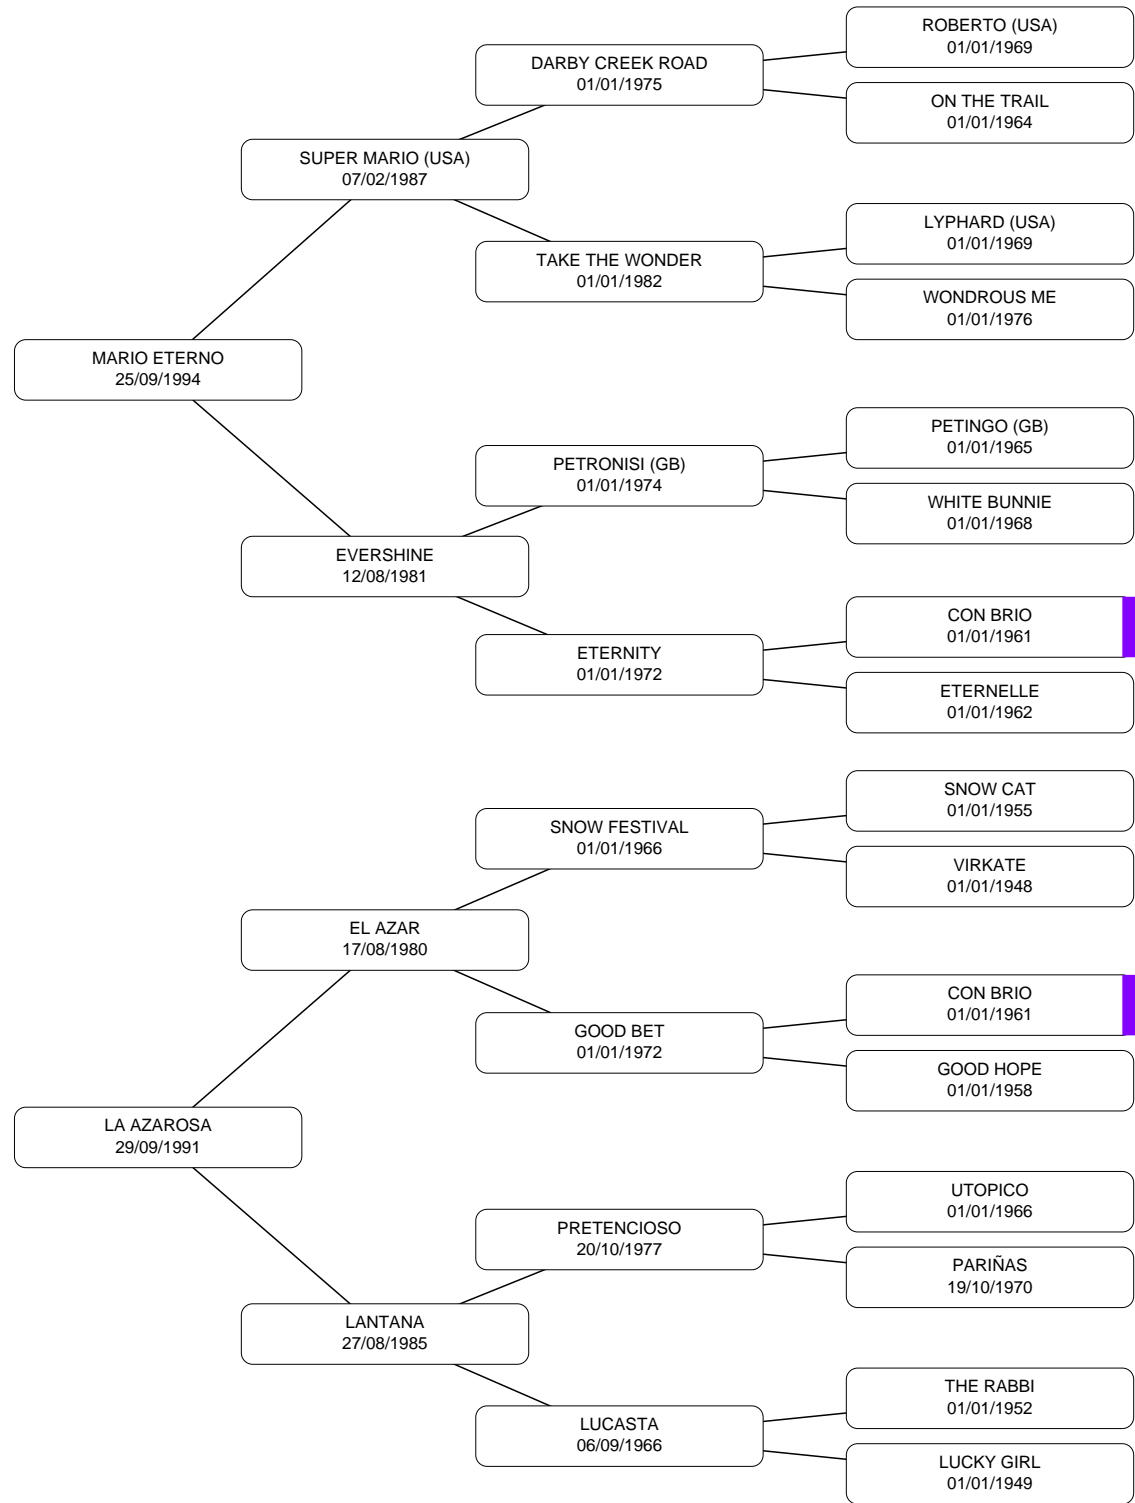 ROBERTO (USA)
01/01/1969
DARBY CREEK ROAD
01/01/1975
ON THE TRAIL
01/01/1964
SUPER MARIO (USA)
07/02/1987
LYPHARD (USA)
01/01/1969
TAKE THE WONDER
01/01/1982
WONDROUS ME
01/01/1976
MARIO ETERNO
25/09/1994
PETINGO (GB)
01/01/1965
PETRONISI (GB)
01/01/1974
WHITE BUNNIE
01/01/1968
EVERSHINE
12/08/1981
CON BRIO
01/01/1961
ETERNITY
01/01/1972
ETERNELLE
01/01/1962
SNOW CAT
01/01/1955
SNOW FESTIVAL
01/01/1966
VIRKATE
01/01/1948
EL AZAR
17/08/1980
CON BRIO
01/01/1961
GOOD BET
01/01/1972
GOOD HOPE
01/01/1958
LA AZAROSA
29/09/1991
UTOPICO
01/01/1966
PRETENCIOSO
20/10/1977
PARIÑAS
19/10/1970
LANTANA
27/08/1985
THE RABBI
01/01/1952
LUCASTA
06/09/1966
LUCKY GIRL
01/01/1949